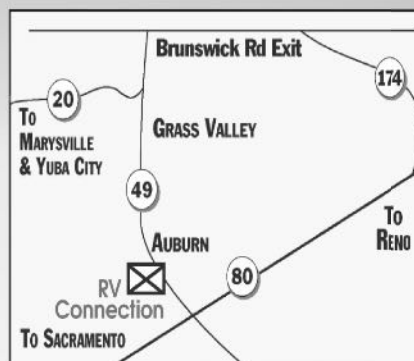 Brunswick Rd Exit
174
20
To
Marysville
& Yuba City
Grass Valley
49
To
Reno
Auburn
80
RV
Connection
To Sacramento